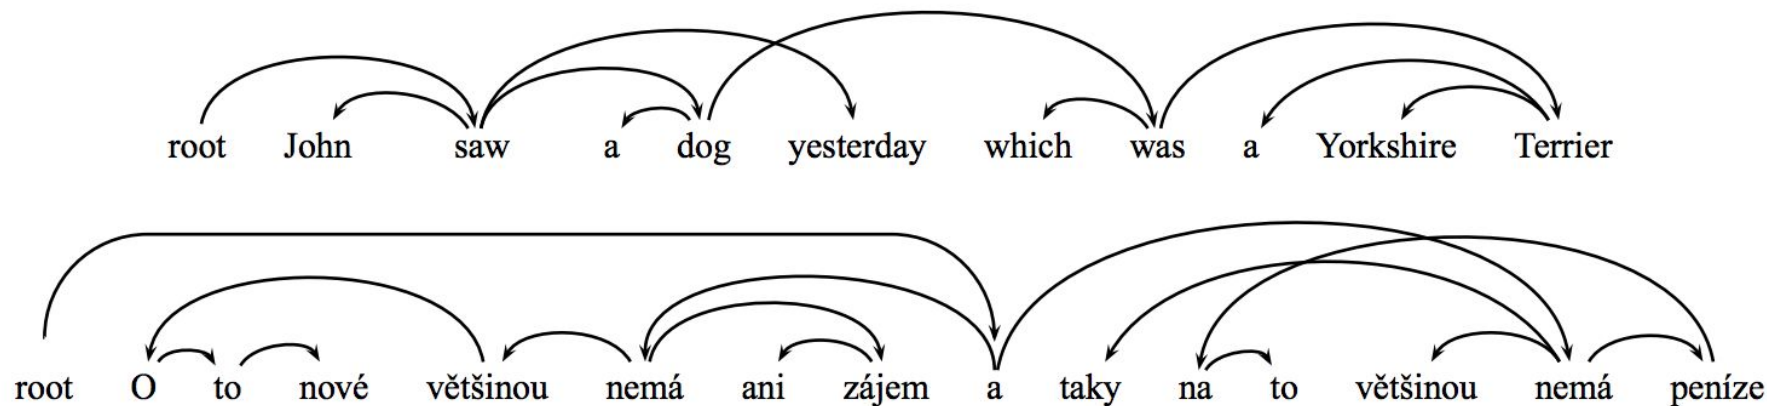 root John saw a dog yesterday which was a Yorkshire Terrier
root O to nové většinou nemá ani zájem a taky na to většinou nemá peníze